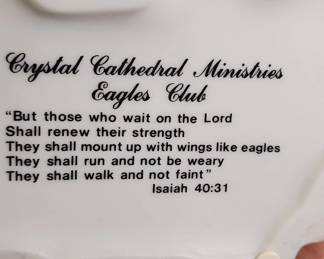 Crystal Cathedral Ministries
Eagles Club
"But those who wait on the Lord
Shall renew their strength
They shall mount up with wings like eagles
They shall run and not be weary
They shall walk and not faint"
Isaiah 40:31